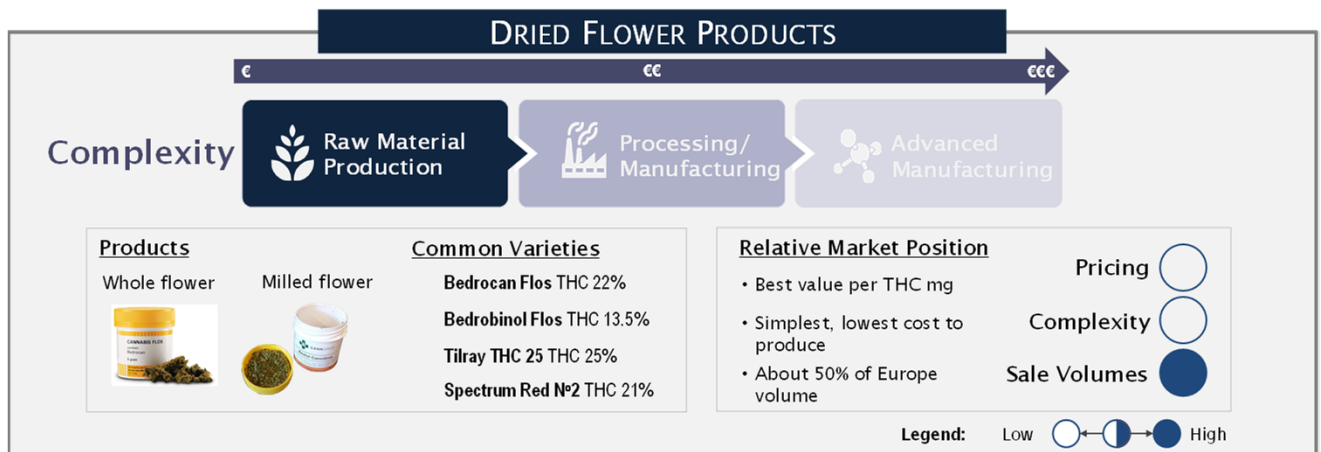 DRIED FLOWER PRODUCTS
€ €€ €€€
Complexity
Raw Material
Production
Processing/
Manufacturing
Advanced
Manufacturing
Products
Whole flower
Milled flower
CANNABIS FLOS
Bedrocan
Common Varieties
Bedrocan Flos THC 22%
Bedrobinol Flos THC 13.5%
Tilray THC 25 THC 25%
Spectrum Red Nº2 THC 21%
Relative Market Position
• Best value per THC mg
• Simplest, lowest cost to
produce
• About 50% of Europe
volume
Pricing
Complexity
Sale Volumes
Legend: Low High